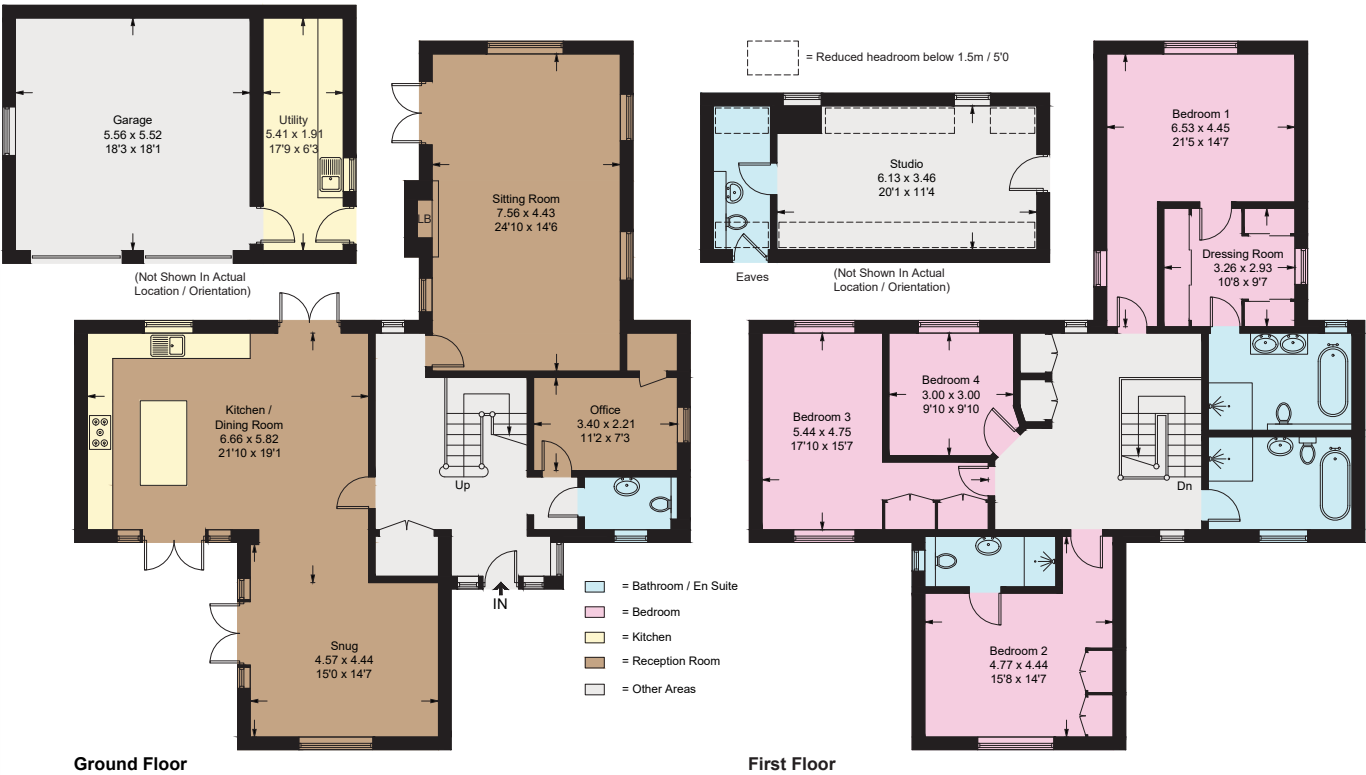 Garage
5.56 x 5.52
18'3 x 18'1
Utility
5.41 x 1.91
17'9 x 6'3
(Not Shown In Actual
Location / Orientation)
Sitting Room
7.56 x 4.43
24'10 x 14'6
LB
= Reduced headroom below 1.5m / 5'0
Studio
6.13 x 3.46
20'1 x 11'4
Eaves
(Not Shown In Actual
Location / Orientation)
Bedroom 1
6.53 x 4.45
21'5 x 14'7
Dressing Room
3.26 x 2.93
10'8 x 9'7
Kitchen /
Dining Room
6.66 x 5.82
21'10 x 19'1
Office
3.40 x 2.21
11'2 x 7'3
Up
IN
Snug
4.57 x 4.44
15'0 x 14'7
= Bathroom / En Suite
= Bedroom
= Kitchen
= Reception Room
= Other Areas
Bedroom 3
5.44 x 4.75
17'10 x 15'7
Bedroom 4
3.00 x 3.00
9'10 x 9'10
Dn
Bedroom 2
4.77 x 4.44
15'8 x 14'7
Ground Floor
First Floor